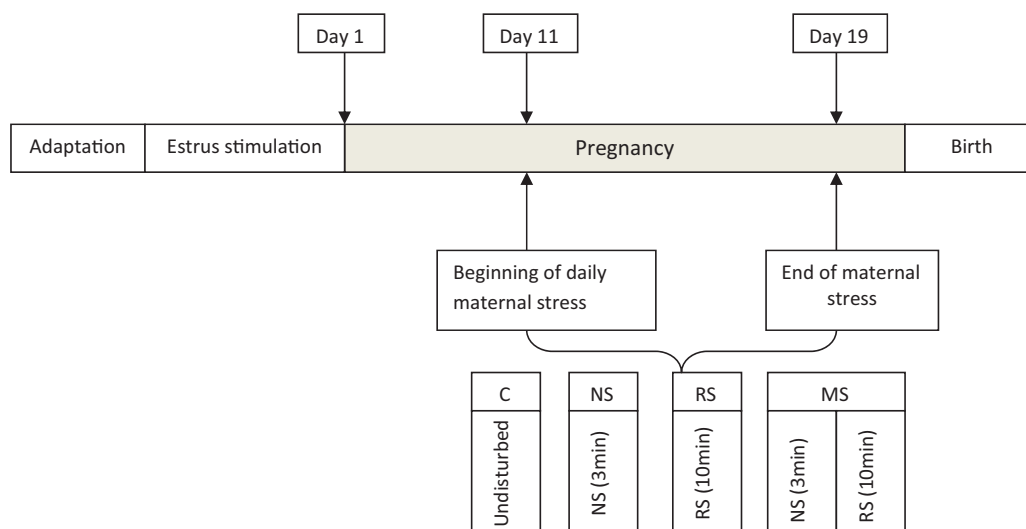 Day 1
Day 11
Day 19
Adaptation
Estrus stimulation
Pregnancy
Birth
Beginning of daily
maternal stress
End of maternal
stress
C
NS
RS
MS
Undisturbed
NS (3min)
RS (10min)
NS (3min)
RS (10min)